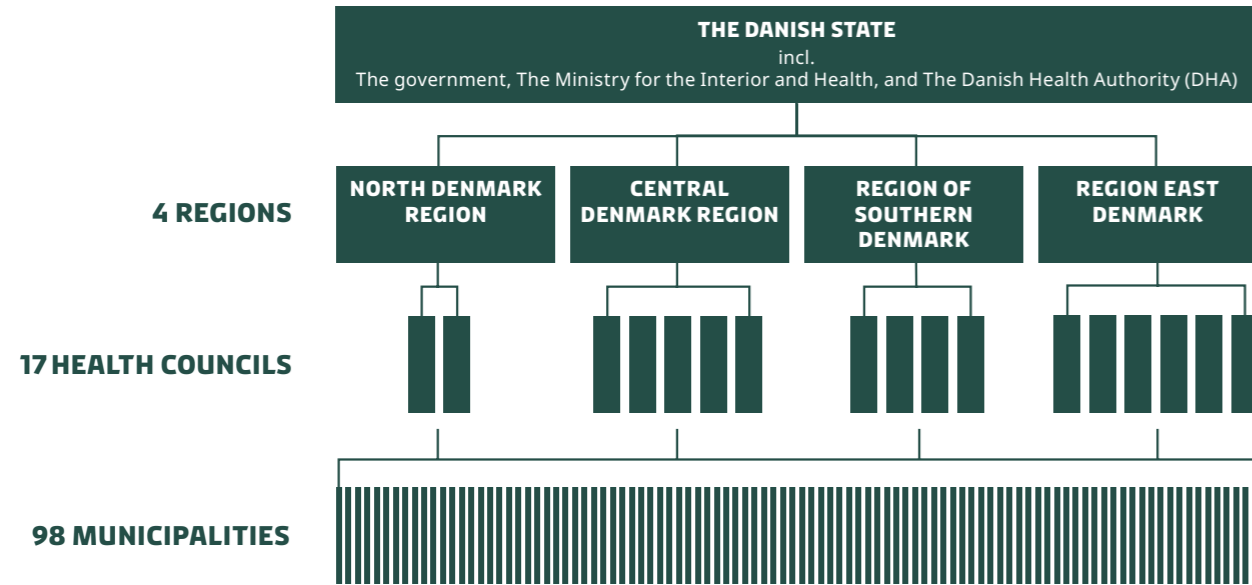 THE DANISH STATE
incl.
The government, The Ministry for the Interior and Health, and The Danish Health Authority (DHA)
4 REGIONS
NORTH DENMARK
REGION
CENTRAL
DENMARK REGION
REGION OF
SOUTHERN
DENMARK
REGION EAST
DENMARK
17 HEALTH COUNCILS
98 MUNICIPALITIES